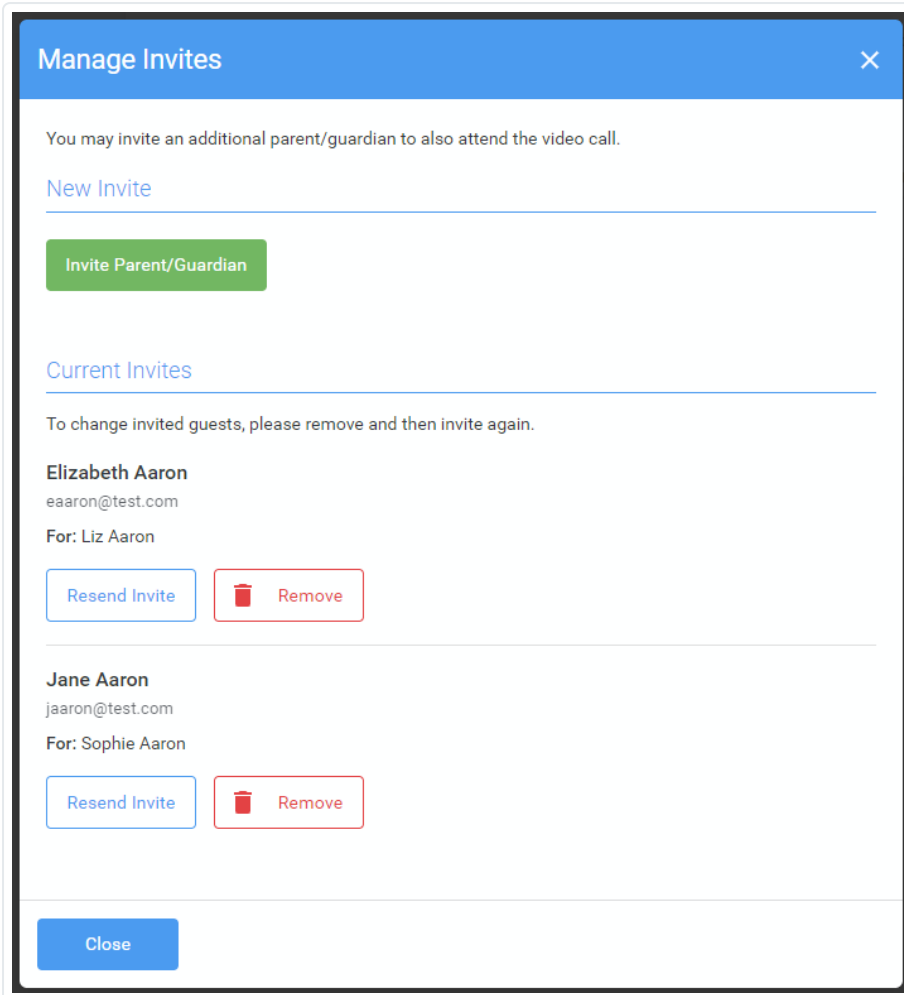 Manage Invites
You may invite an additional parent/guardian to also attend the video call.
New Invite
Invite Parent/Guardian
Current Invites
To change invited guests, please remove and then invite again.
Elizabeth Aaron
eaaron@test.com
For: Liz Aaron
Resend Invite Remove
Jane Aaron
jaaron@test.com
For: Sophie Aaron
Resend Invite Remove
Close